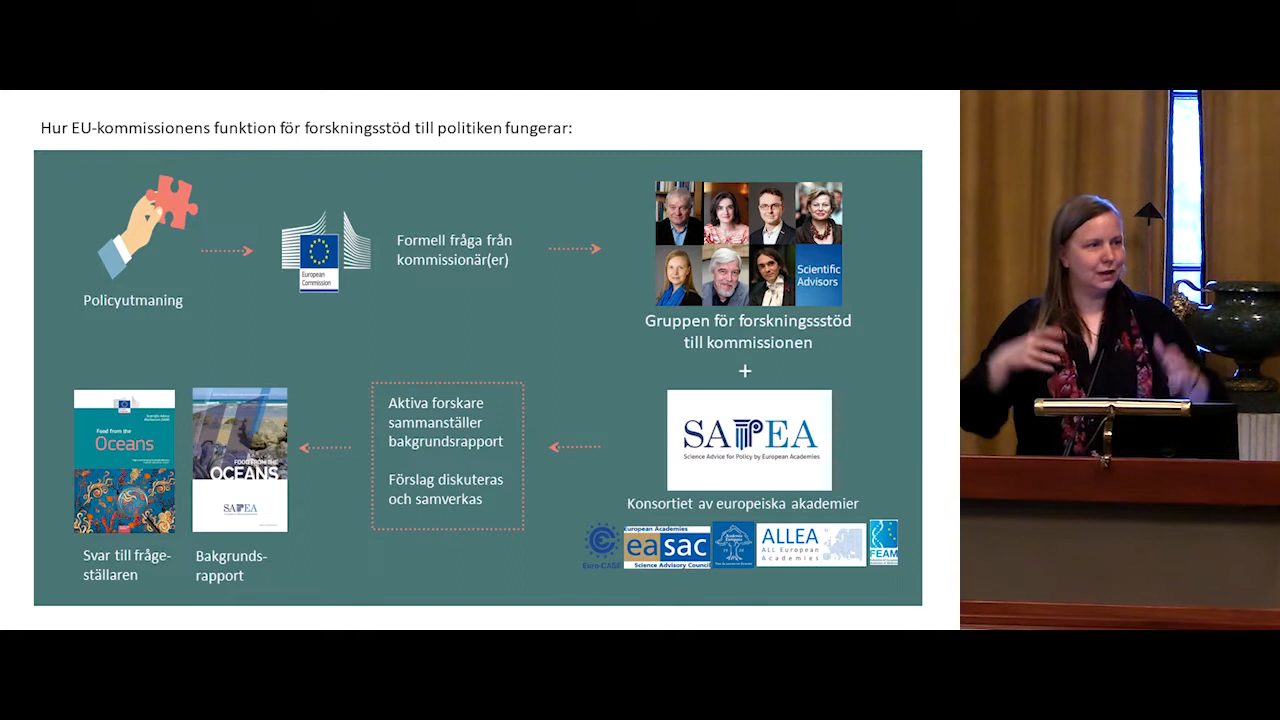 Hur EU-kommissionens funktion för forskningsstöd till politiken fungerar:
Policyutmaning
European
Commission
Formell fråga från
kommissionär(er)
Scientific
Advisors
Gruppen för forskningssstöd
till kommissionen
+
SAPEA
Science Advice for Policy by European Academies
Konsortiet av europeiska akademier
Euro-CASE
European Academies
easac
Science Advisory Council
ALLEA
ALL European
Academies
FEAM
Aktiva forskare
sammanställer
bakgrundsrapport
Förslag diskuteras
och samverkas
Food from the
Oceans
Svar till fråge-
ställaren
FOOD FROM THE
OCEANS
SAPEA
Bakgrunds-
rapport